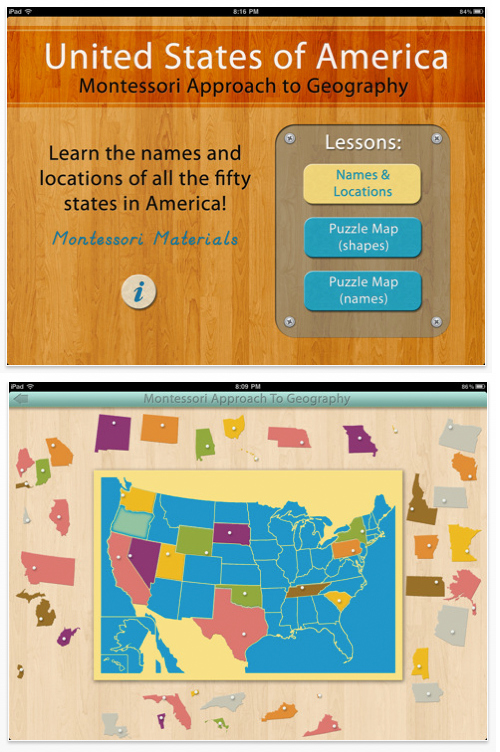 iPad 8:16 PM 84%
United States of America
Montessori Approach to Geography
Learn the names and
locations of all the fifty
states in America!
Montessori Materials
i
Lessons:
Names &
Locations
Puzzle Map
(shapes)
Puzzle Map
(names)
iPad 8:09 PM 86%
Montessori Approach To Geography